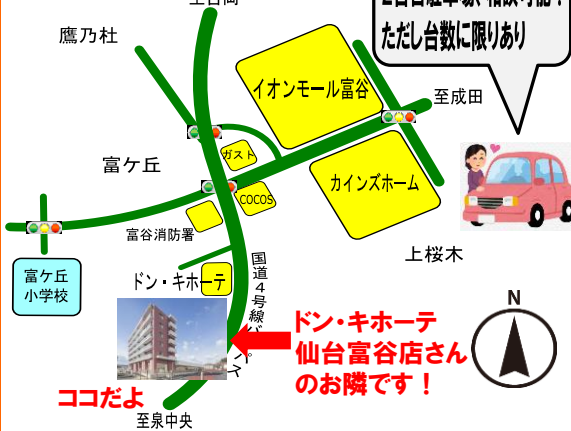 鷹乃杜
ただし台数に限りあり
イオンモール富谷
至成田
ガスト
富ケ丘
カインズホーム
COCOS
富谷消防署
上桜木
富ケ丘
小学校
ドン・キホーテ
国道4号線バイパス
N
ドン・キホーテ
仙台富谷店さん
のお隣です！
ココだよ
至泉中央